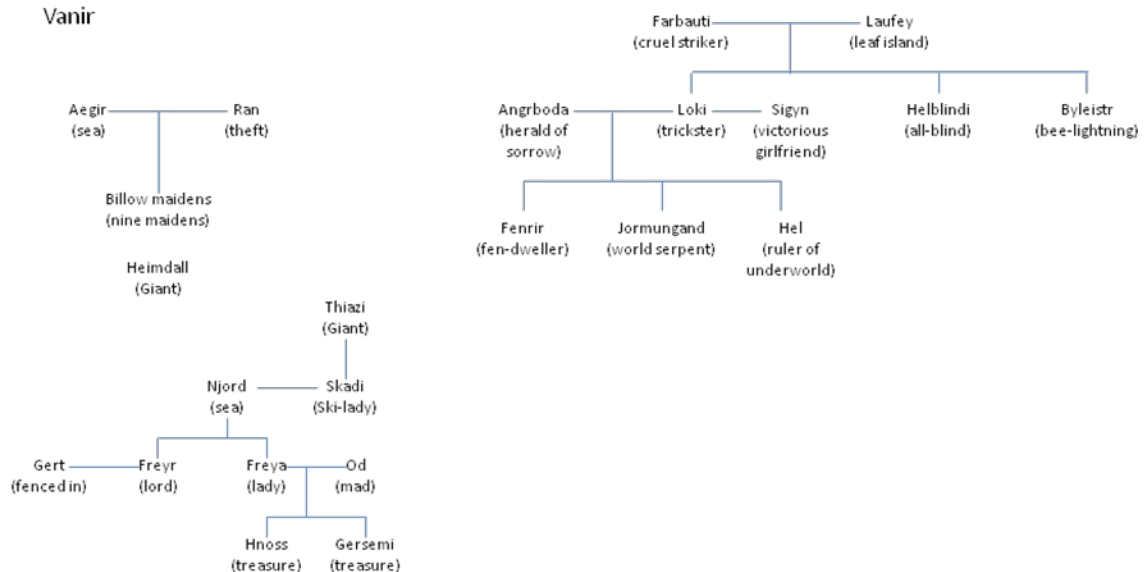 Vanir
Farbauti
(cruel striker)
Laufey
(leaf island)
Aegir
(sea)
Ran
(theft)
Angrboda
(herald of
sorrow)
Loki
(trickster)
Sigyn
(victorious
girlfriend)
Helblindi
(all-blind)
Byleistr
(bee-lightning)
Billow maidens
(nine maidens)
Fenrir
(fen-dweller)
Jormungand
(world serpent)
Hel
(ruler of
underworld)
Heimdall
(Giant)
Thiazi
(Giant)
Njord
(sea)
Skadi
(Ski-lady)
Gert
(fenced in)
Freyr
(lord)
Freya
(lady)
Od
(mad)
Hnoss
(treasure)
Gersemi
(treasure)